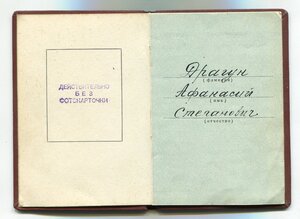 ДЕЙСТВИТЕЛЬНО
БЕЗ
ФОТОКАРТОЧКИ
Драгун
(фамилия)
Афанасий
(имя)
Степанович
(отчество)